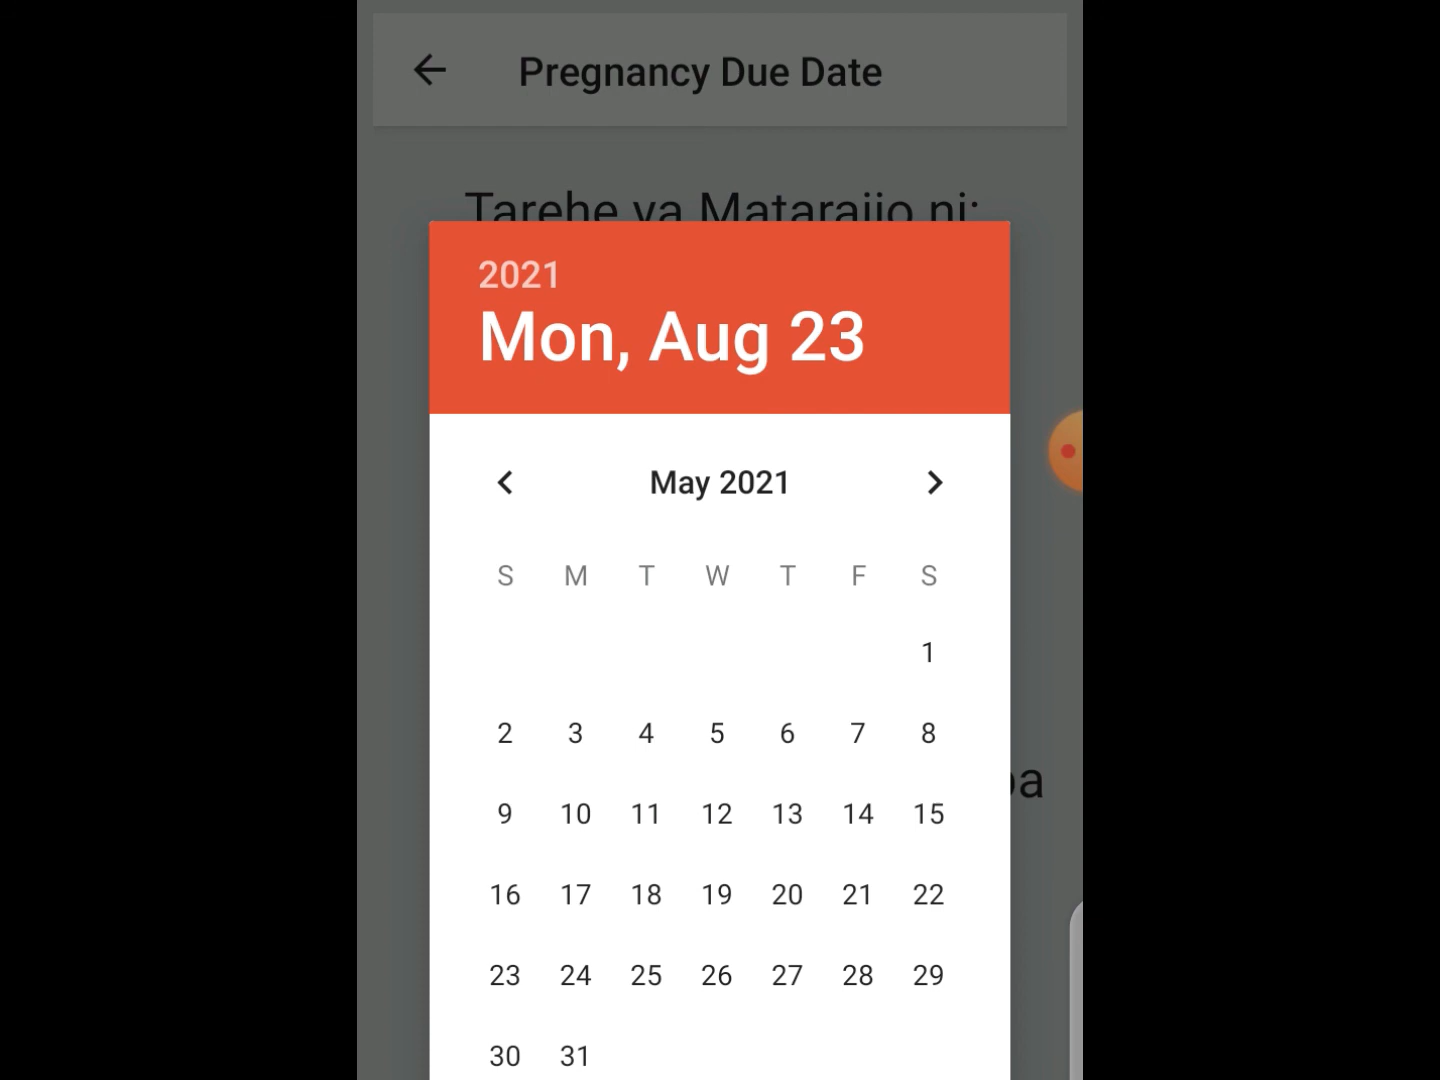 Pregnancy Due Date
Tarehe ya Matarajio ni:
2021
Mon, Aug 23
May 2021
S M T W T F S
1
2 3 4 5 6 7 8
9 10 11 12 13 14 15
16 17 18 19 20 21 22
23 24 25 26 27 28 29
30 31